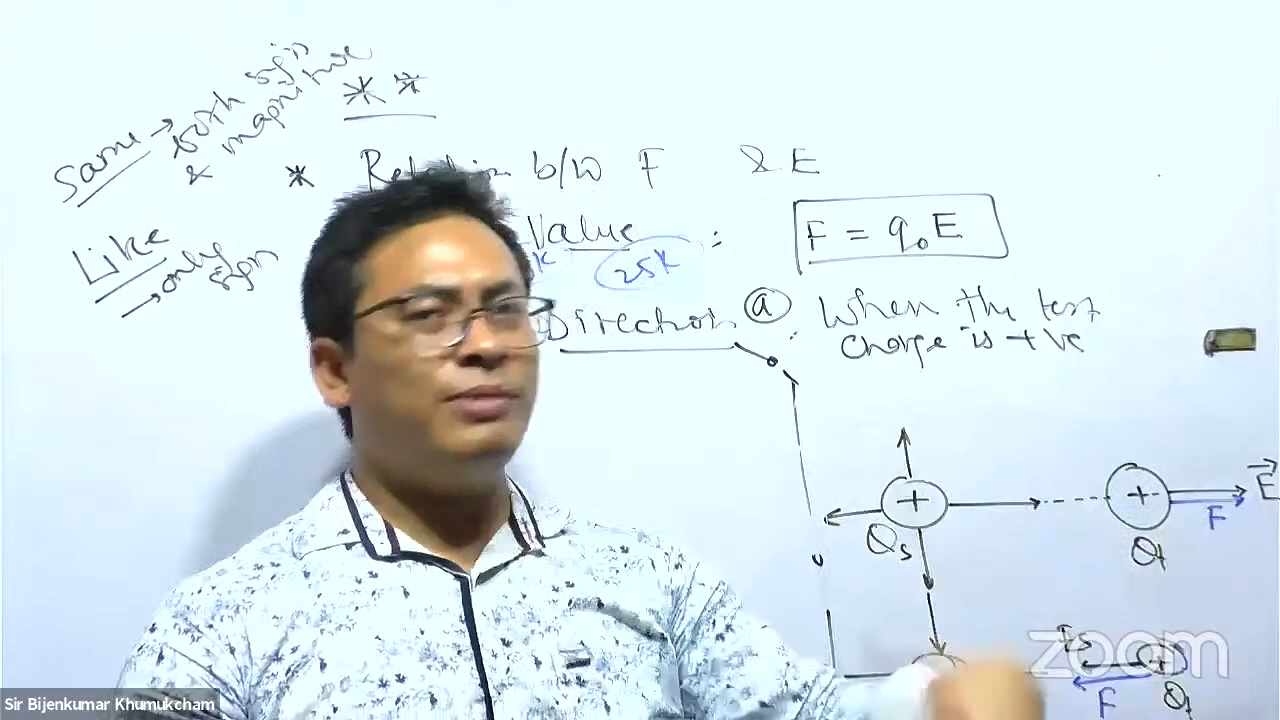 Same → both sign
& magnitude
Like
→ only
sign
**
* Relation b/w F & E
Value : F = q₀E
25k
Direction (a) When the test
charge is +ve
+ + E
F
Qs Qt
+
F Qt
zoom
Sir Bijenkumar Khumukcham